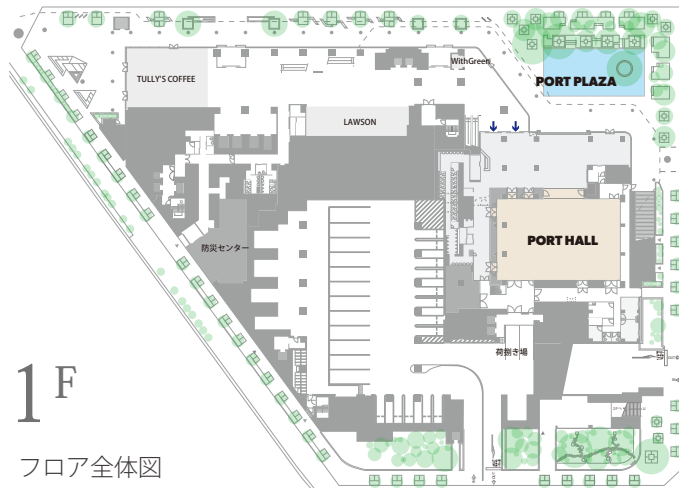 WithGreen
TULLY'S COFFEE
PORT PLAZA
LAWSON
PORT HALL
防災センター
荷捌き場
1F
フロア全体図